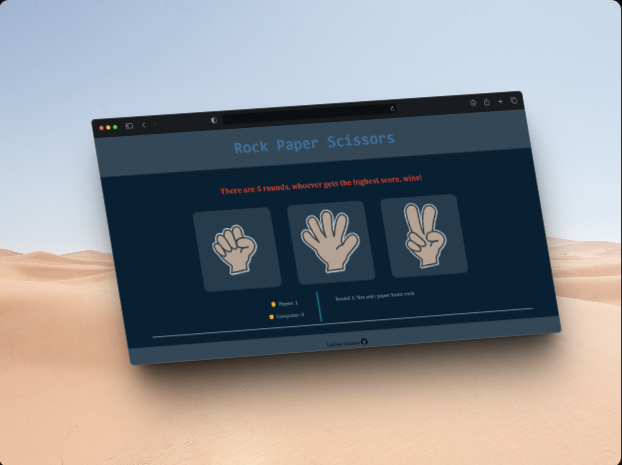 Rock Paper Scissors
There are 5 rounds, whoever gets the highest score, wins!
Player: 1
Round 1: You win! paper beats rock
Computer: 0